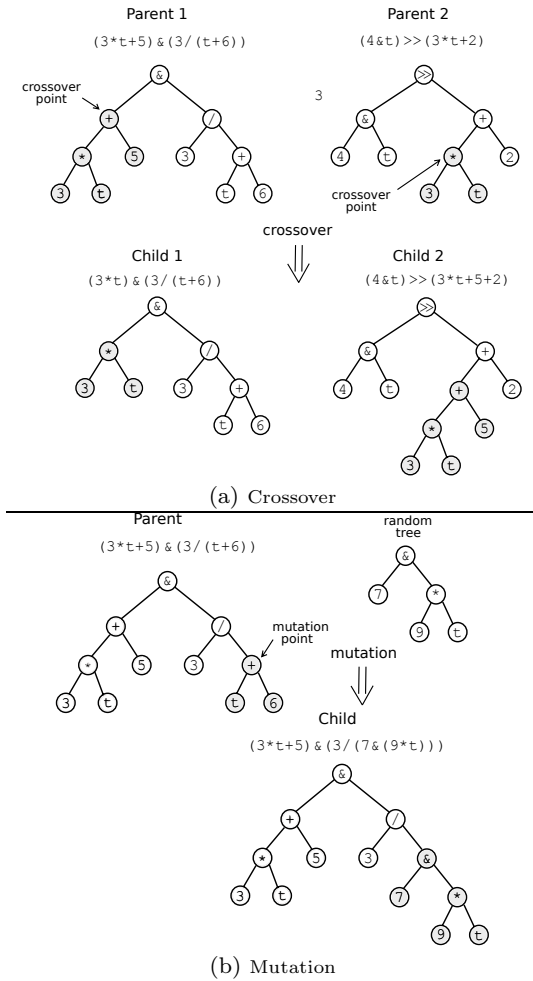 Parent 1
Parent 2
(3*t+5)&(3/(t+6))
(4&t)>>(3*t+2)
&
>>
crossover
point
3
+
/
&
+
*
5
3
+
4
t
*
2
3
t
t
6
crossover
point
3
t
crossover
Child 1
Child 2
(3*t)&(3/(t+6))
(4&t)>>(3*t+5+2)
&
>>
*
/
&
+
3
t
3
+
4
t
+
2
t
6
*
5
3
t
(a) Crossover
Parent
random
tree
(3*t+5)&(3/(t+6))
&
&
7
*
+
/
mutation
point
9
t
*
5
3
+
mutation
3
t
t
6
Child
(3*t+5)&(3/(7&(9*t)))
&
+
/
*
5
3
&
3
t
7
*
9
t
(b) Mutation